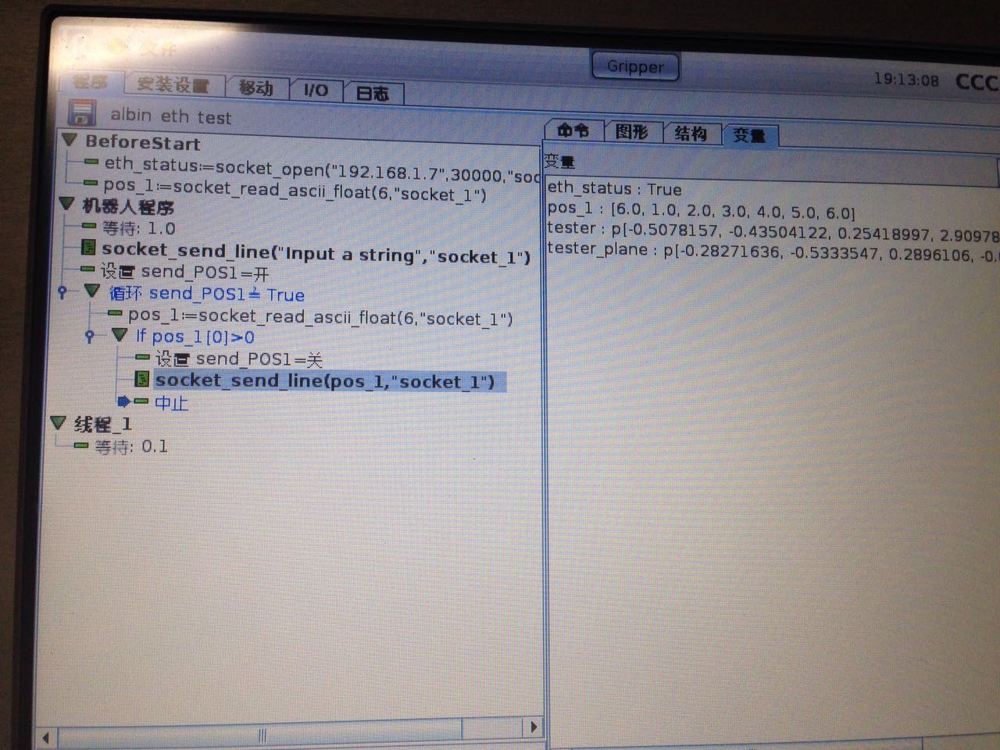 文件
Gripper
19:13:08
CCC
程序 安装设置 移动 I/O 日志
albin eth test
BeforeStart
eth_status:=socket_open("192.168.1.7",30000,"soc
pos_1:=socket_read_ascii_float(6,"socket_1")
机器人程序
等待: 1.0
socket_send_line("Input a string","socket_1")
设置 send_POS1=开
循环 send_POS1≟ True
pos_1:=socket_read_ascii_float(6,"socket_1")
If pos_1[0]>0
设置 send_POS1=关
socket_send_line(pos_1,"socket_1")
中止
线程_1
等待: 0.1
命令 图形 结构 变量
变量
eth_status : True
pos_1 : [6.0, 1.0, 2.0, 3.0, 4.0, 5.0, 6.0]
tester : p[-0.5078157, -0.43504122, 0.25418997, 2.90978
tester_plane : p[-0.28271636, -0.5333547, 0.2896106, -0.